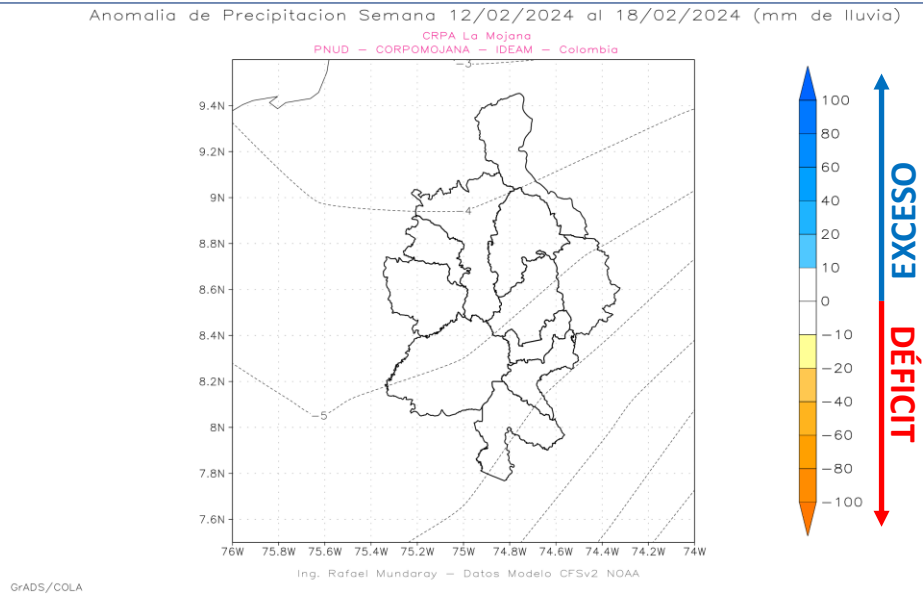 Anomalia de Precipitacion Semana 12/02/2024 al 18/02/2024 (mm de lluvia)
CRPA La Mojana
PNUD — CORPOMOJANA — IDEAM — Colombia
9.4N
9.2N
9N
8.8N
8.6N
8.4N
8.2N
8N
7.8N
7.6N
-3
-4
-5
76W 75.8W 75.6W 75.4W 75.2W 75W 74.8W 74.6W 74.4W 74.2W 74W
100
80
60
40
20
10
0
-10
-20
-40
-60
-80
-100
EXCESO
DÉFICIT
Ing. Rafael Mundaray — Datos Modelo CFSv2 NOAA
GrADS/COLA